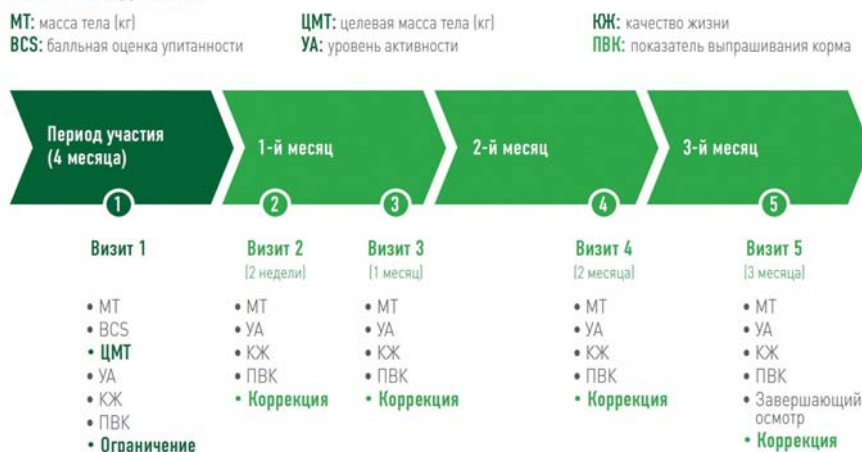 МТ: масса тела (кг)
BCS: балльная оценка упитанности
ЦМТ: целевая масса тела (кг)
УА: уровень активности
КЖ: качество жизни
ПВК: показатель выпрашивания корма
Период участия
(4 месяца)
1-й месяц
2-й месяц
3-й месяц
1
2
3
4
5
Визит 1
• МТ
• BCS
• ЦМТ
• УА
• КЖ
• ПВК
• Ограничение
Визит 2
(2 недели)
• МТ
• УА
• КЖ
• ПВК
• Коррекция
Визит 3
(1 месяц)
• МТ
• УА
• КЖ
• ПВК
• Коррекция
Визит 4
(2 месяца)
• МТ
• УА
• КЖ
• ПВК
• Коррекция
Визит 5
(3 месяца)
• МТ
• УА
• КЖ
• ПВК
• Завершающий
осмотр
• Коррекция